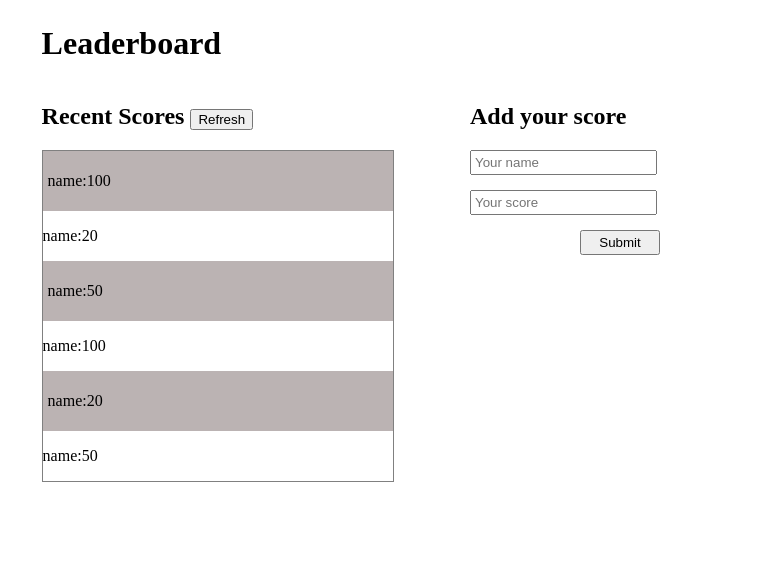 Leaderboard
Recent Scores Refresh
name:100
name:20
name:50
name:100
name:20
name:50
Add your score
Your name
Your score
Submit